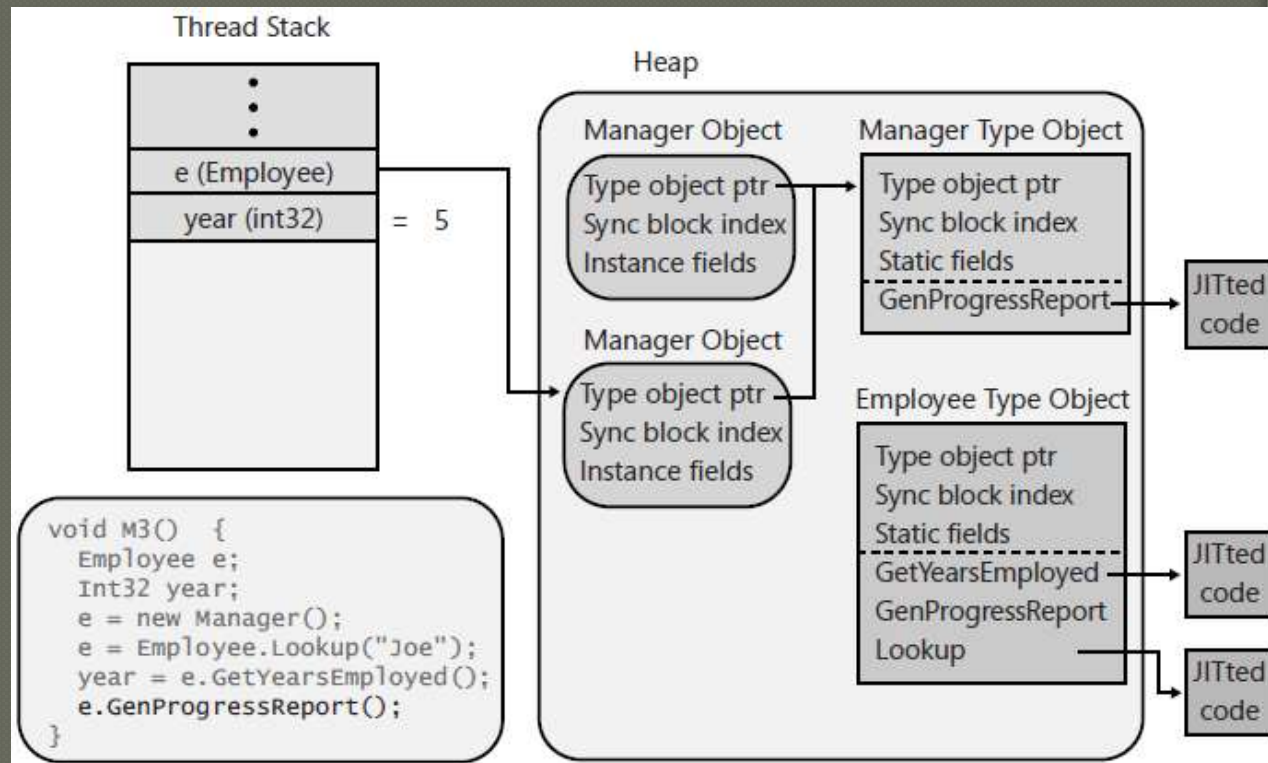 Thread Stack
e (Employee)
year (int32)
= 5
void M3() {
Employee e;
Int32 year;
e = new Manager();
e = Employee.Lookup("Joe");
year = e.GetYearsEmployed();
e.GenProgressReport();
}
Heap
Manager Object
Type object ptr
Sync block index
Instance fields
Manager Object
Type object ptr
Sync block index
Instance fields
Manager Type Object
Type object ptr
Sync block index
Static fields
GenProgressReport
JITted
code
Employee Type Object
Type object ptr
Sync block index
Static fields
GetYearsEmployed
GenProgressReport
Lookup
JITted
code
JITted
code